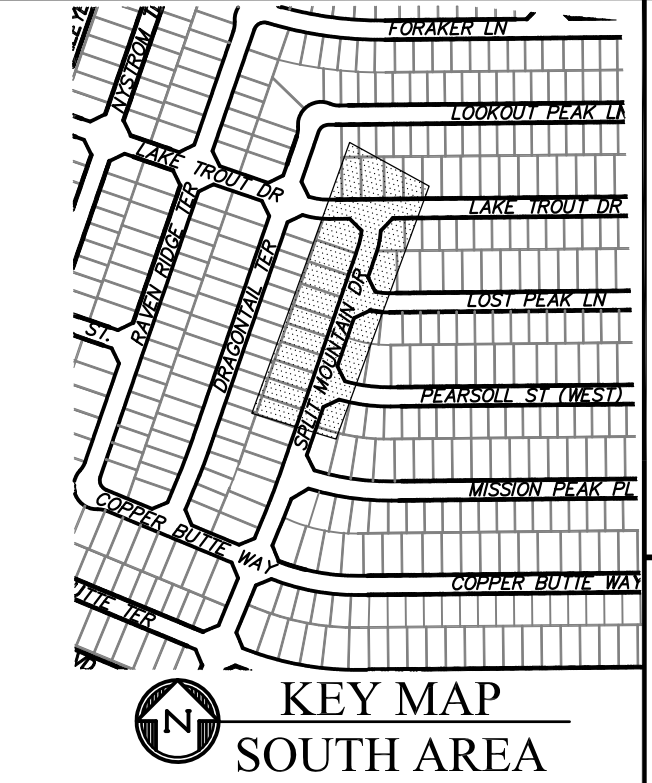 FORAKER LN
LOOKOUT PEAK LN
NYSTROM
LAKE TROUT DR
LAKE TROUT DR
RAVEN RIDGE TER
DRAGONTAIL TER
SPLIT MOUNTAIN DR
LOST PEAK LN
ST.
PEARSOLL ST (WEST)
MISSION PEAK PL
COPPER BUTTE WAY
COPPER BUTTE WAY
TER
N
KEY MAP
SOUTH AREA